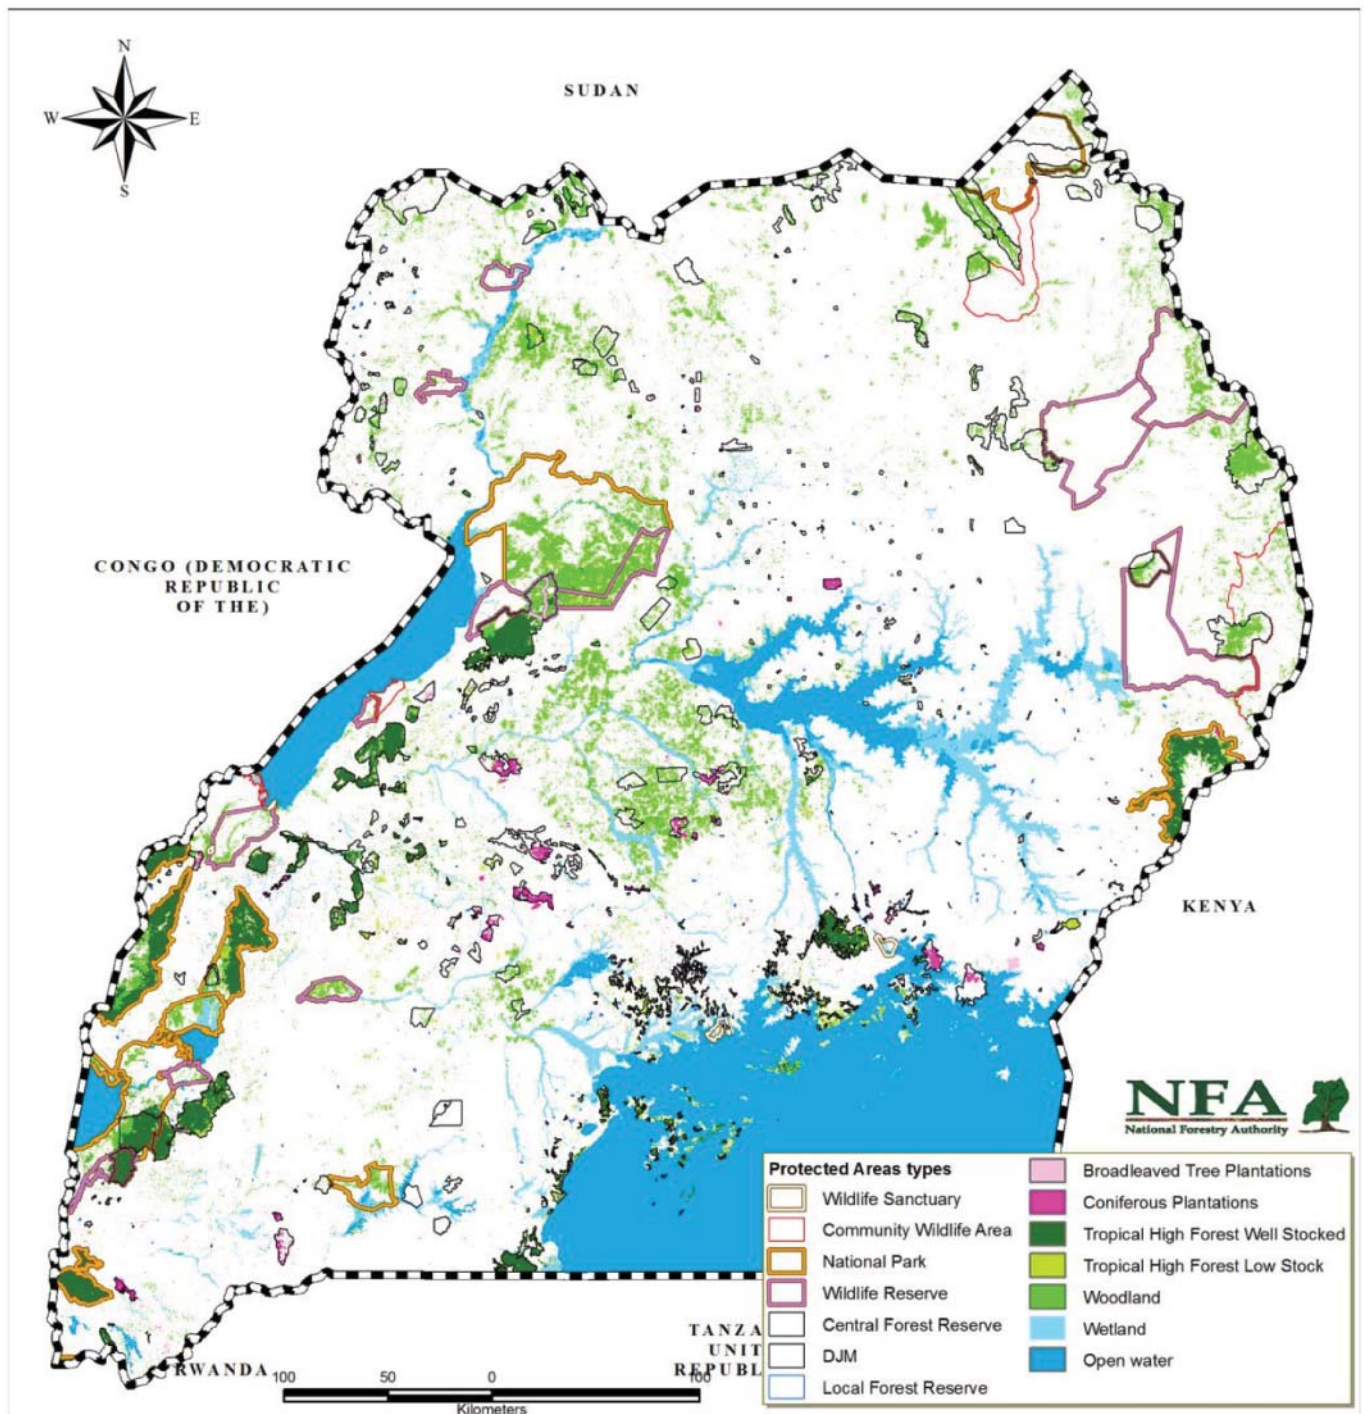 N
W
E
S
SUDAN
CONGO (DEMOCRATIC
REPUBLIC
OF THE)
KENYA
NFA
National Forestry Authority
Protected Areas types
Wildlife Sanctuary
Community Wildlife Area
National Park
Wildlife Reserve
Central Forest Reserve
DJM
Local Forest Reserve
Broadleaved Tree Plantations
Coniferous Plantations
Tropical High Forest Well Stocked
Tropical High Forest Low Stock
Woodland
Wetland
Open water
TANZA
UNIT
REPUBL
RWANDA
100 50 0 100
Kilometers